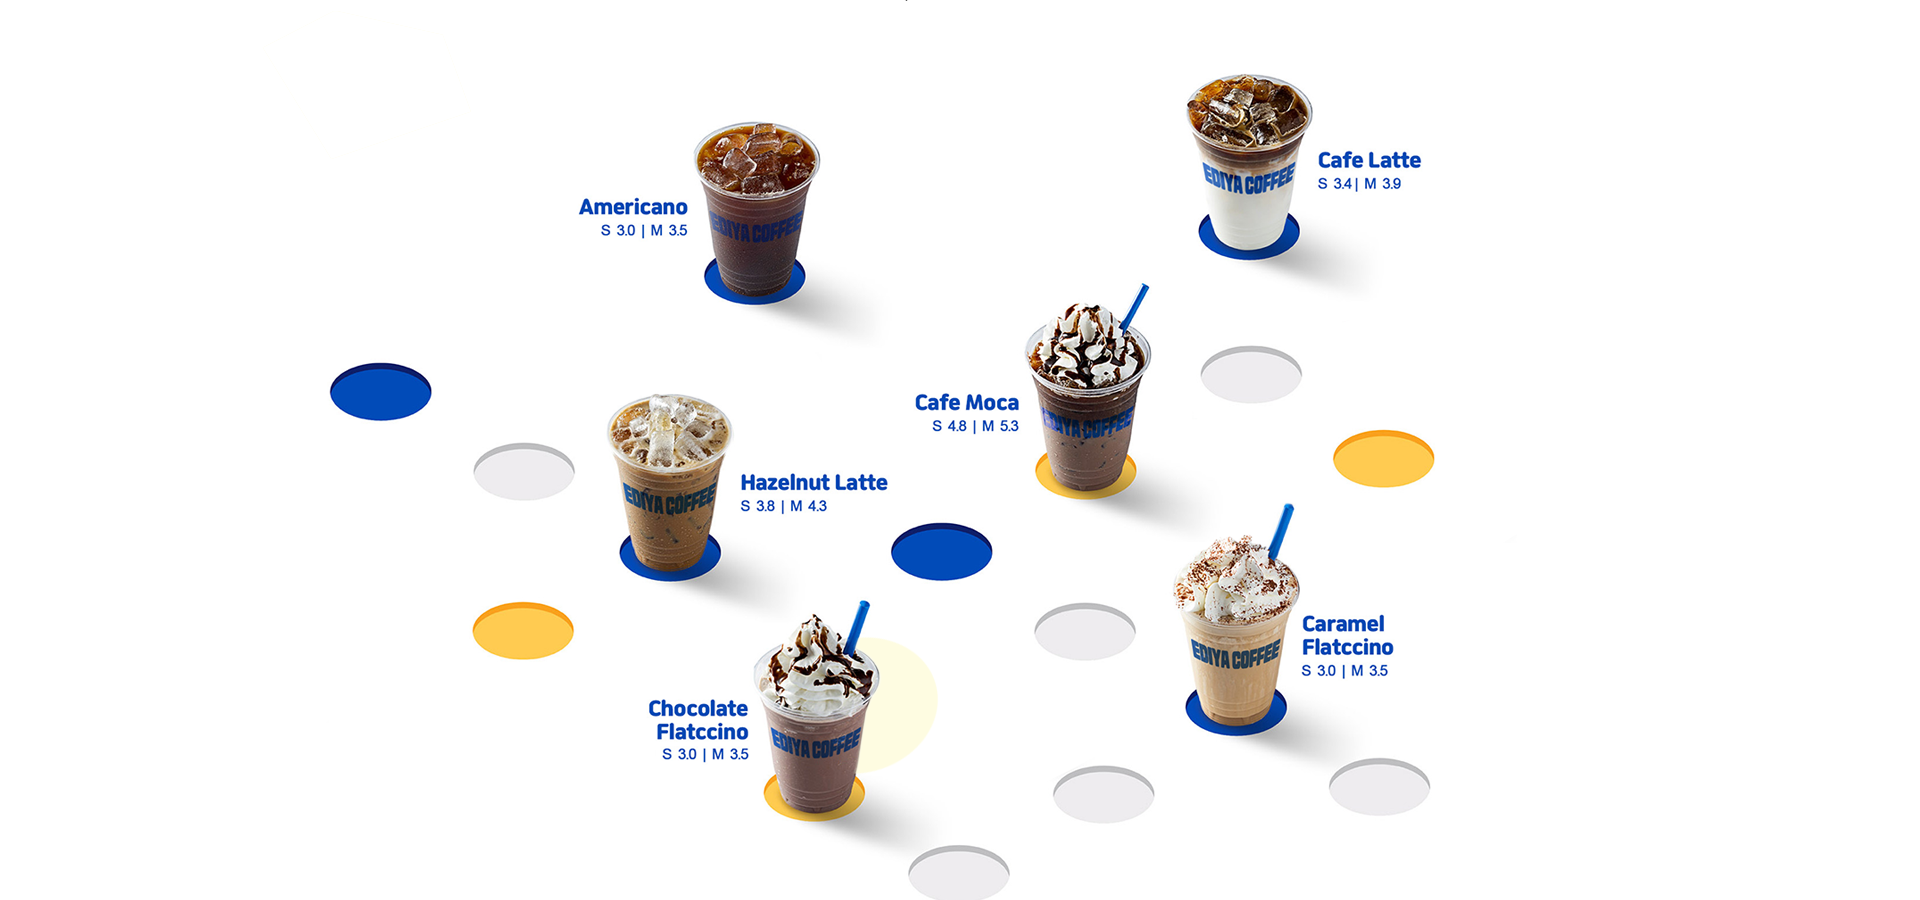 Cafe Latte
S 3.4 | M 3.9
EDIYA COFFEE
Americano
S 3.0 | M 3.5
EDIYA COFFEE
Cafe Moca
S 4.8 | M 5.3
EDIYA COFFEE
Hazelnut Latte
S 3.8 | M 4.3
EDIYA COFFEE
Caramel
Flatccino
S 3.0 | M 3.5
EDIYA COFFEE
Chocolate
Flatccino
S 3.0 | M 3.5
EDIYA COFFEE